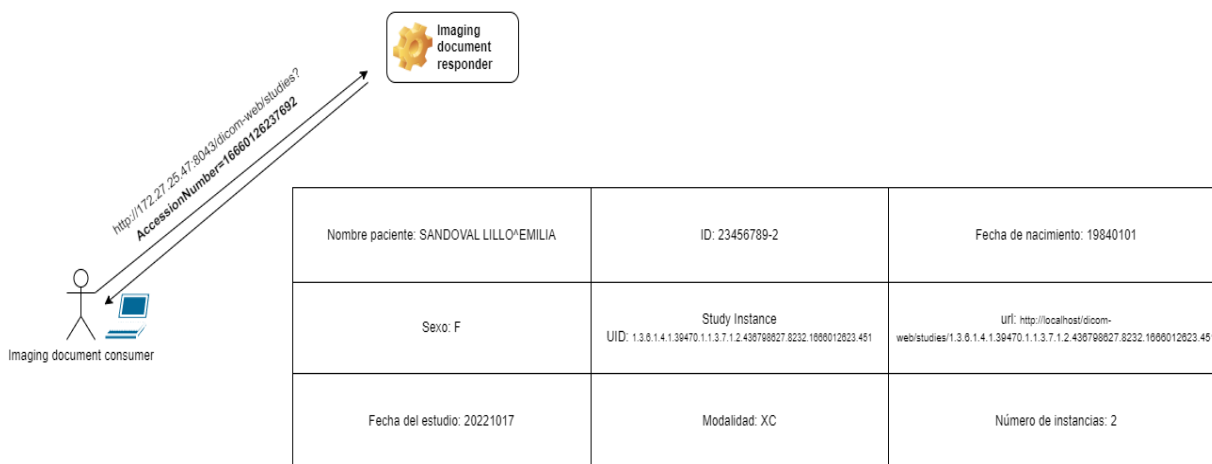 Imaging
document
responder
http://172.27.25.47:8043/dicom-web/studies?
AccessionNumber=16660126237692
Imaging document consumer
Nombre paciente: SANDOVAL LILLO^EMILIA
ID: 23456789-2
Fecha de nacimiento: 19840101
Sexo: F
Study Instance
UID: 1.3.6.1.4.1.39470.1.1.3.7.1.2.436798627.8232.1666012623.451
url: http://localhost/dicom-
web/studies/1.3.6.1.4.1.39470.1.1.3.7.1.2.436798627.8232.1666012623.451
Fecha del estudio: 20221017
Modalidad: XC
Número de instancias: 2